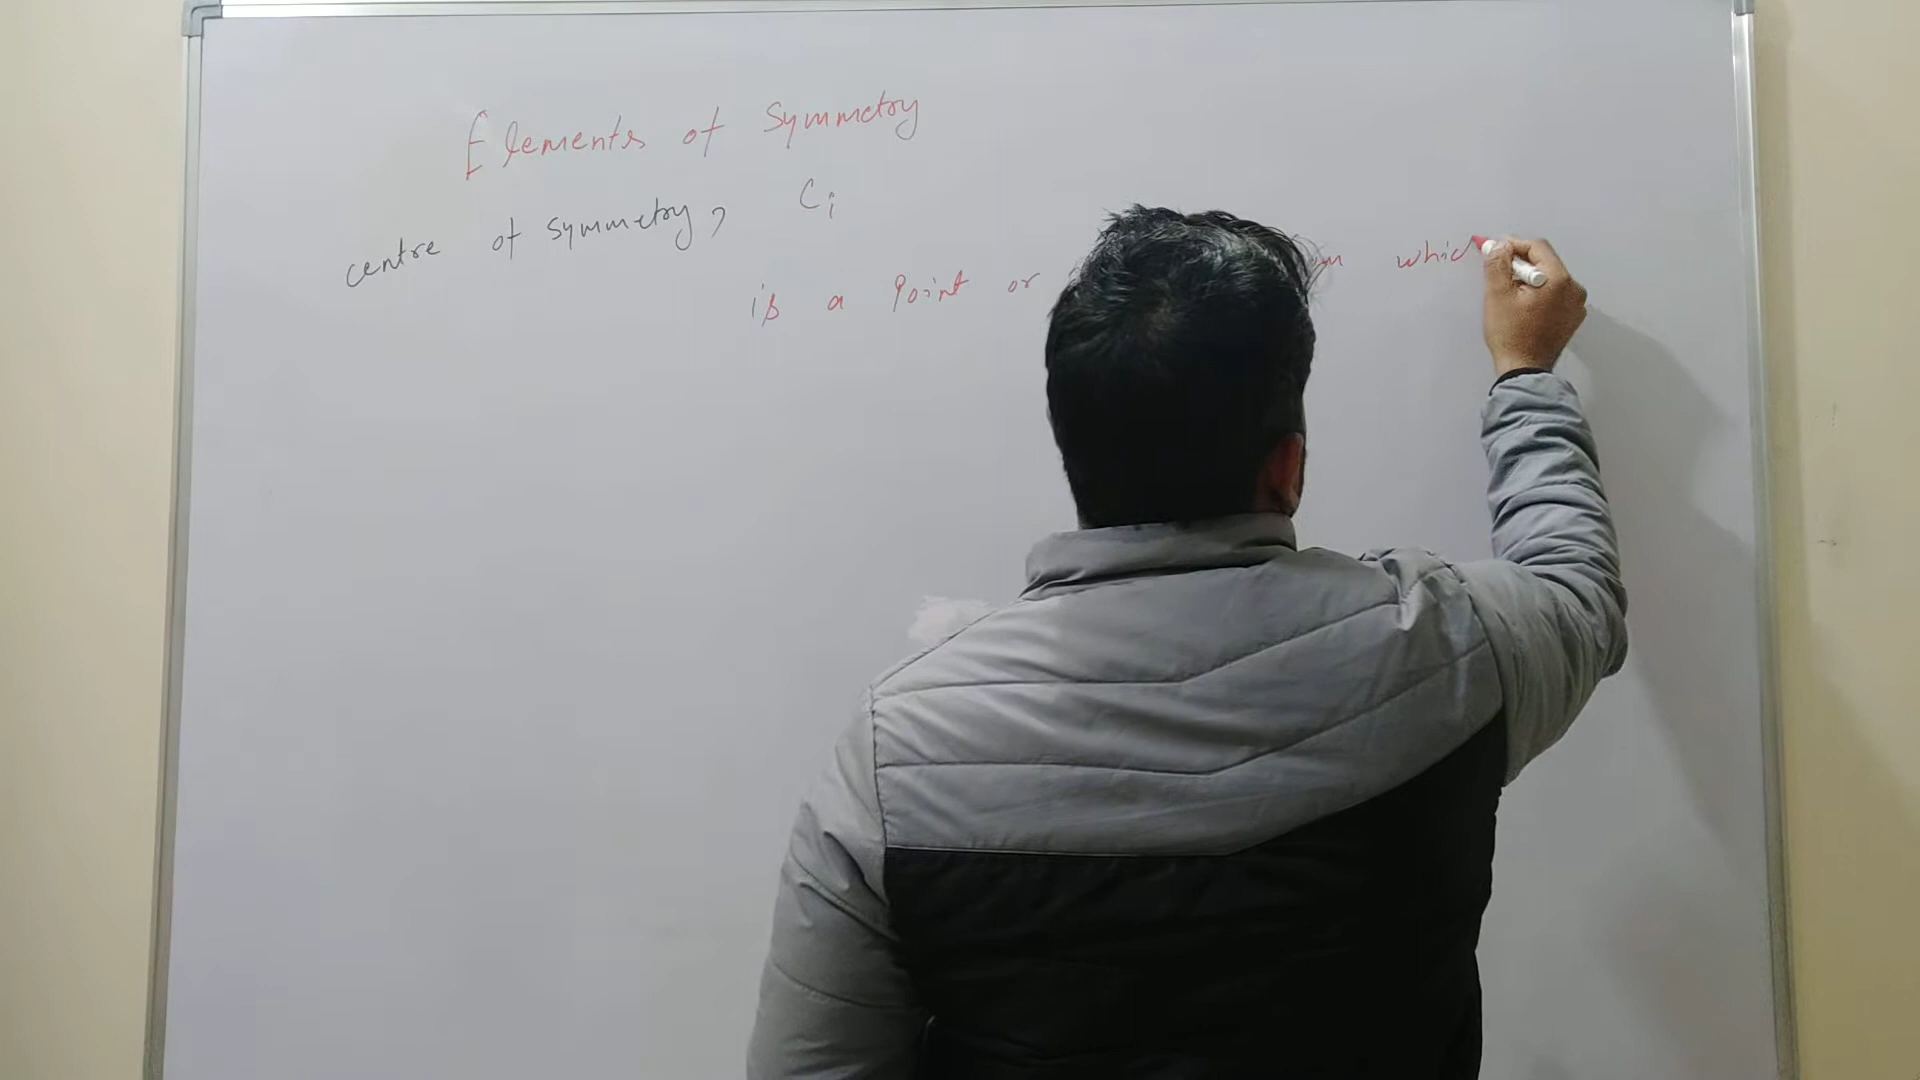 Elements of Symmetry
centre of symmetry, Ci
is a Point or which